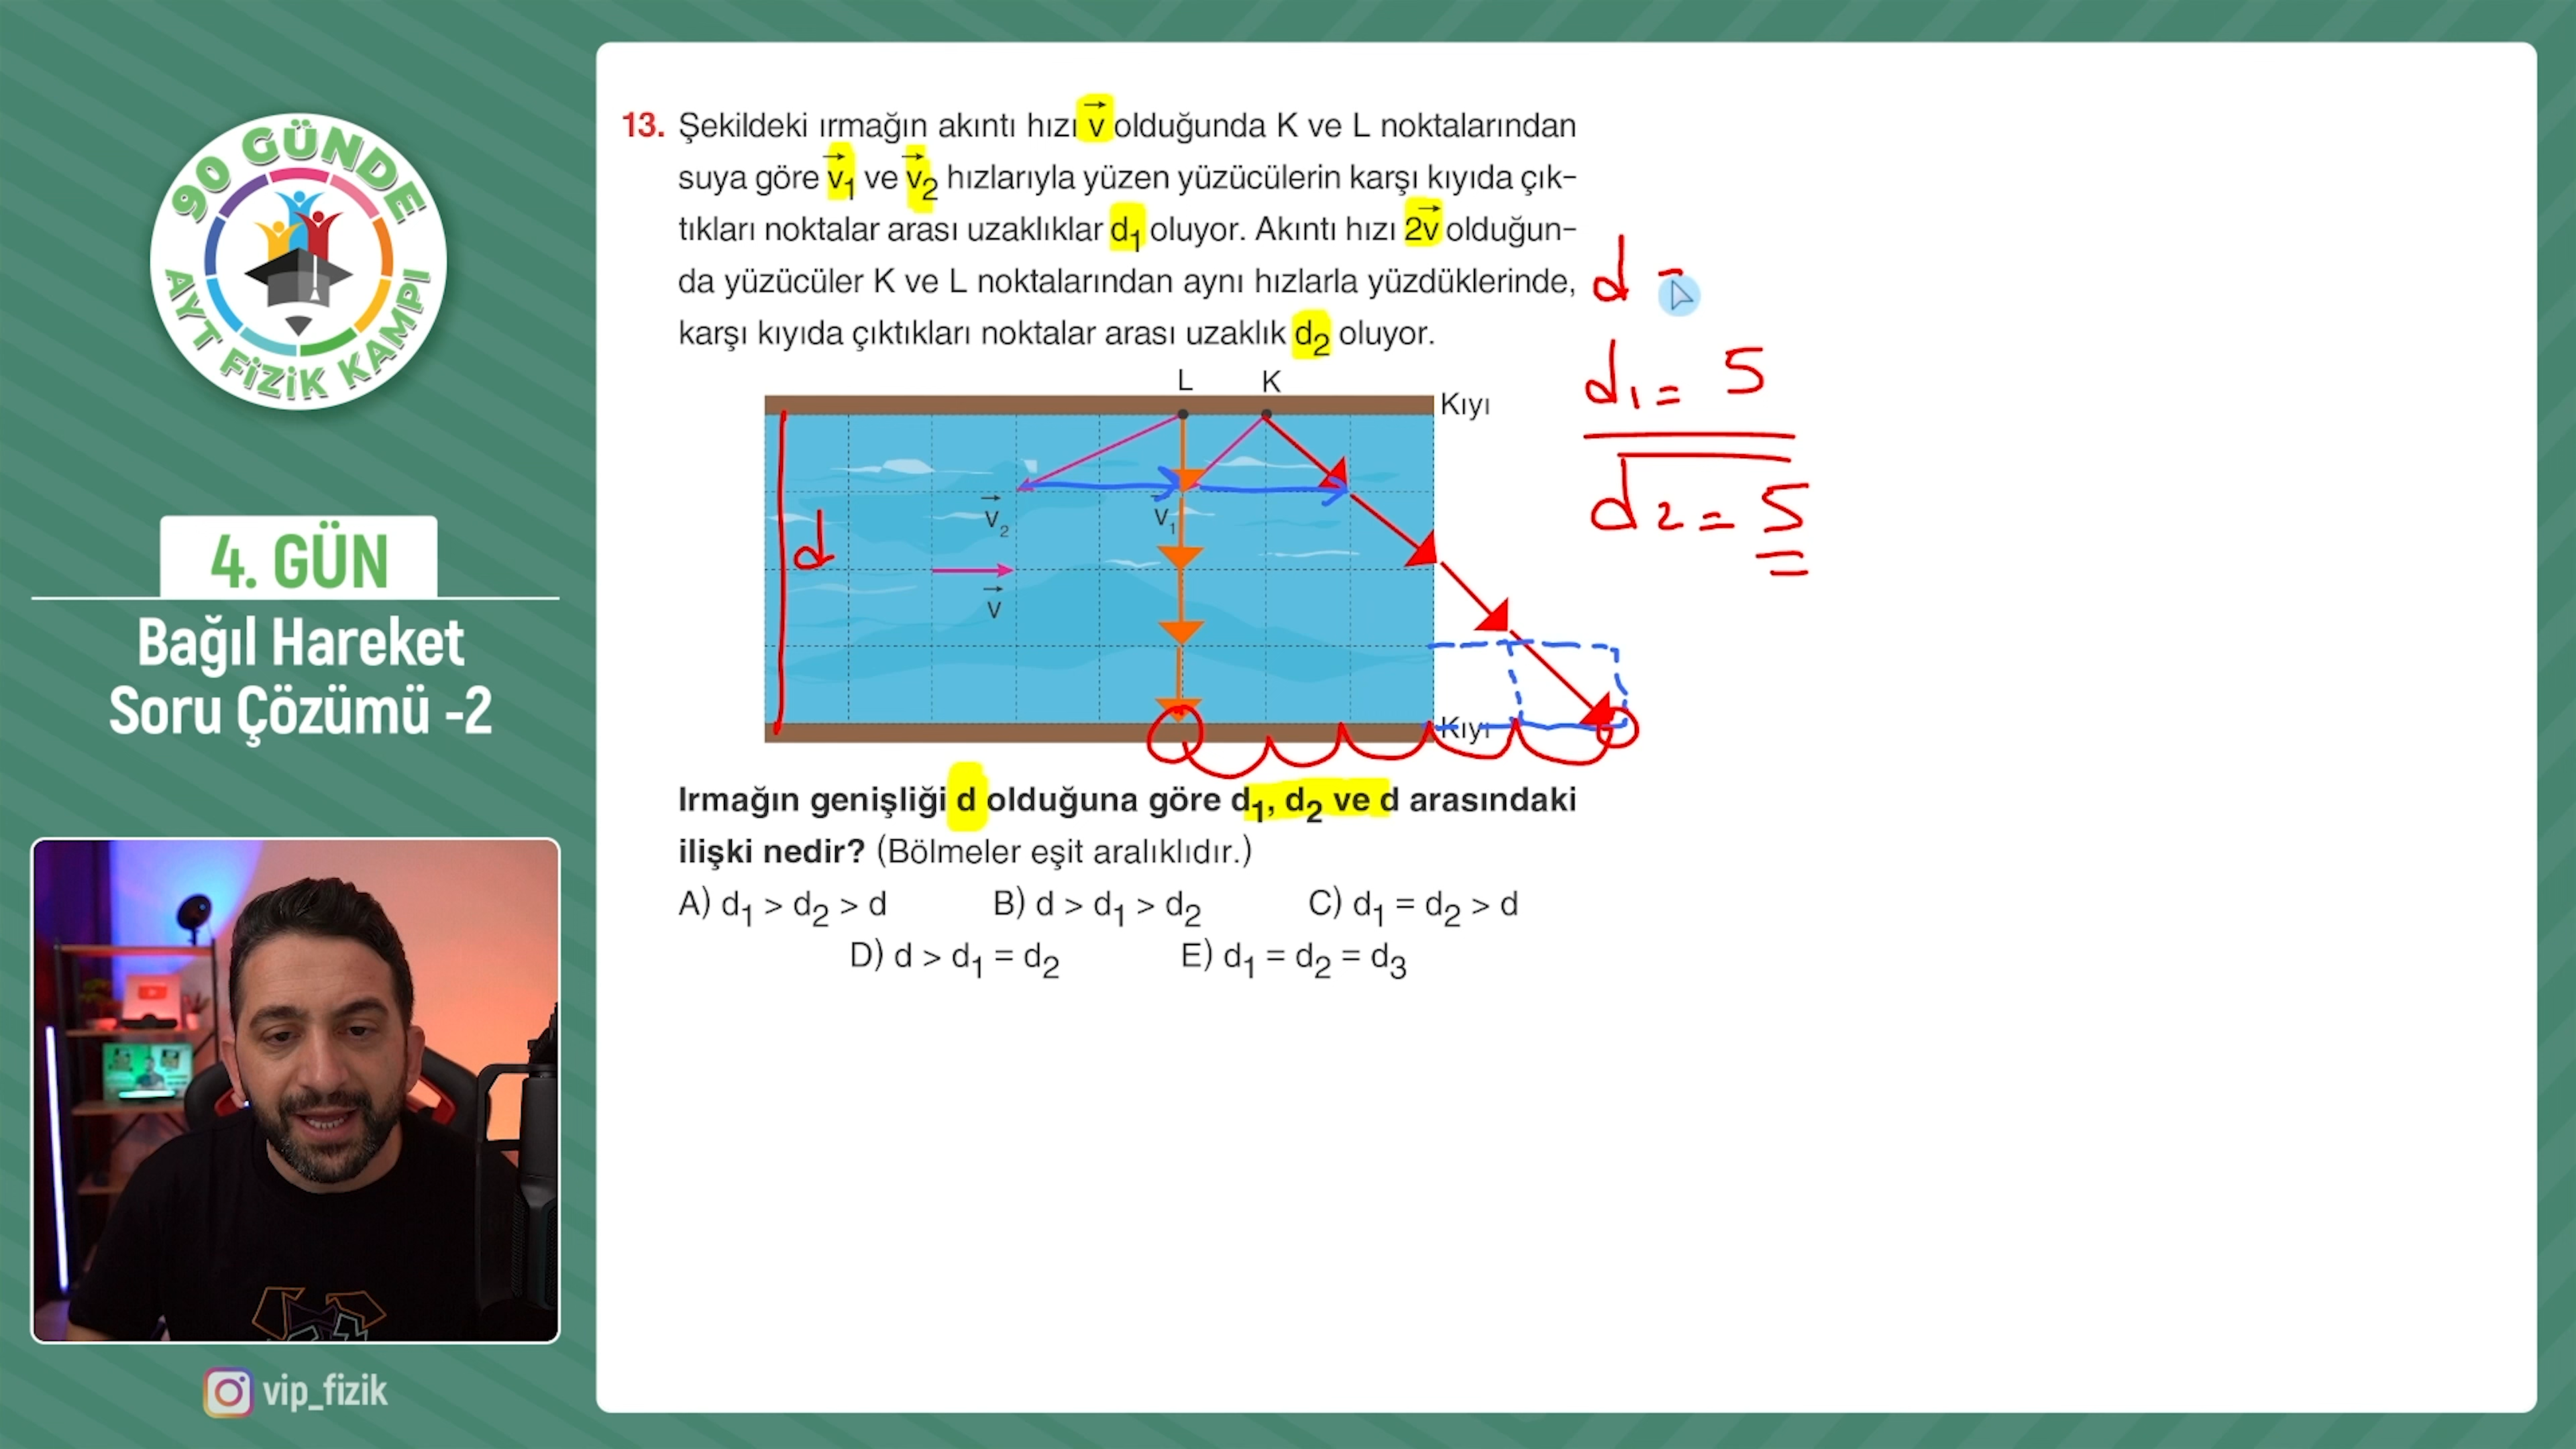 90 GÜNDE
AYT FİZİK KAMPI
4. GÜN
Bağıl Hareket
Soru Çözümü -2
vip_fizik
13. Şekildeki ırmağın akıntı hızı v olduğunda K ve L noktalarından
suya göre v1 ve v2 hızlarıyla yüzen yüzücülerin karşı kıyıda çık-
tıkları noktalar arası uzaklıklar d1 oluyor. Akıntı hızı 2v olduğun-
da yüzücüler K ve L noktalarından aynı hızlarla yüzdüklerinde,
karşı kıyıda çıktıkları noktalar arası uzaklık d2 oluyor.
d =
d1 = 5
d2 = 5
L K
Kıyı
v2 v1
d
v
Kıyı
Irmağın genişliği d olduğuna göre d1, d2 ve d arasındaki
ilişki nedir? (Bölmeler eşit aralıklıdır.)
A) d1 > d2 > d B) d > d1 > d2 C) d1 = d2 > d
D) d > d1 = d2 E) d1 = d2 = d3